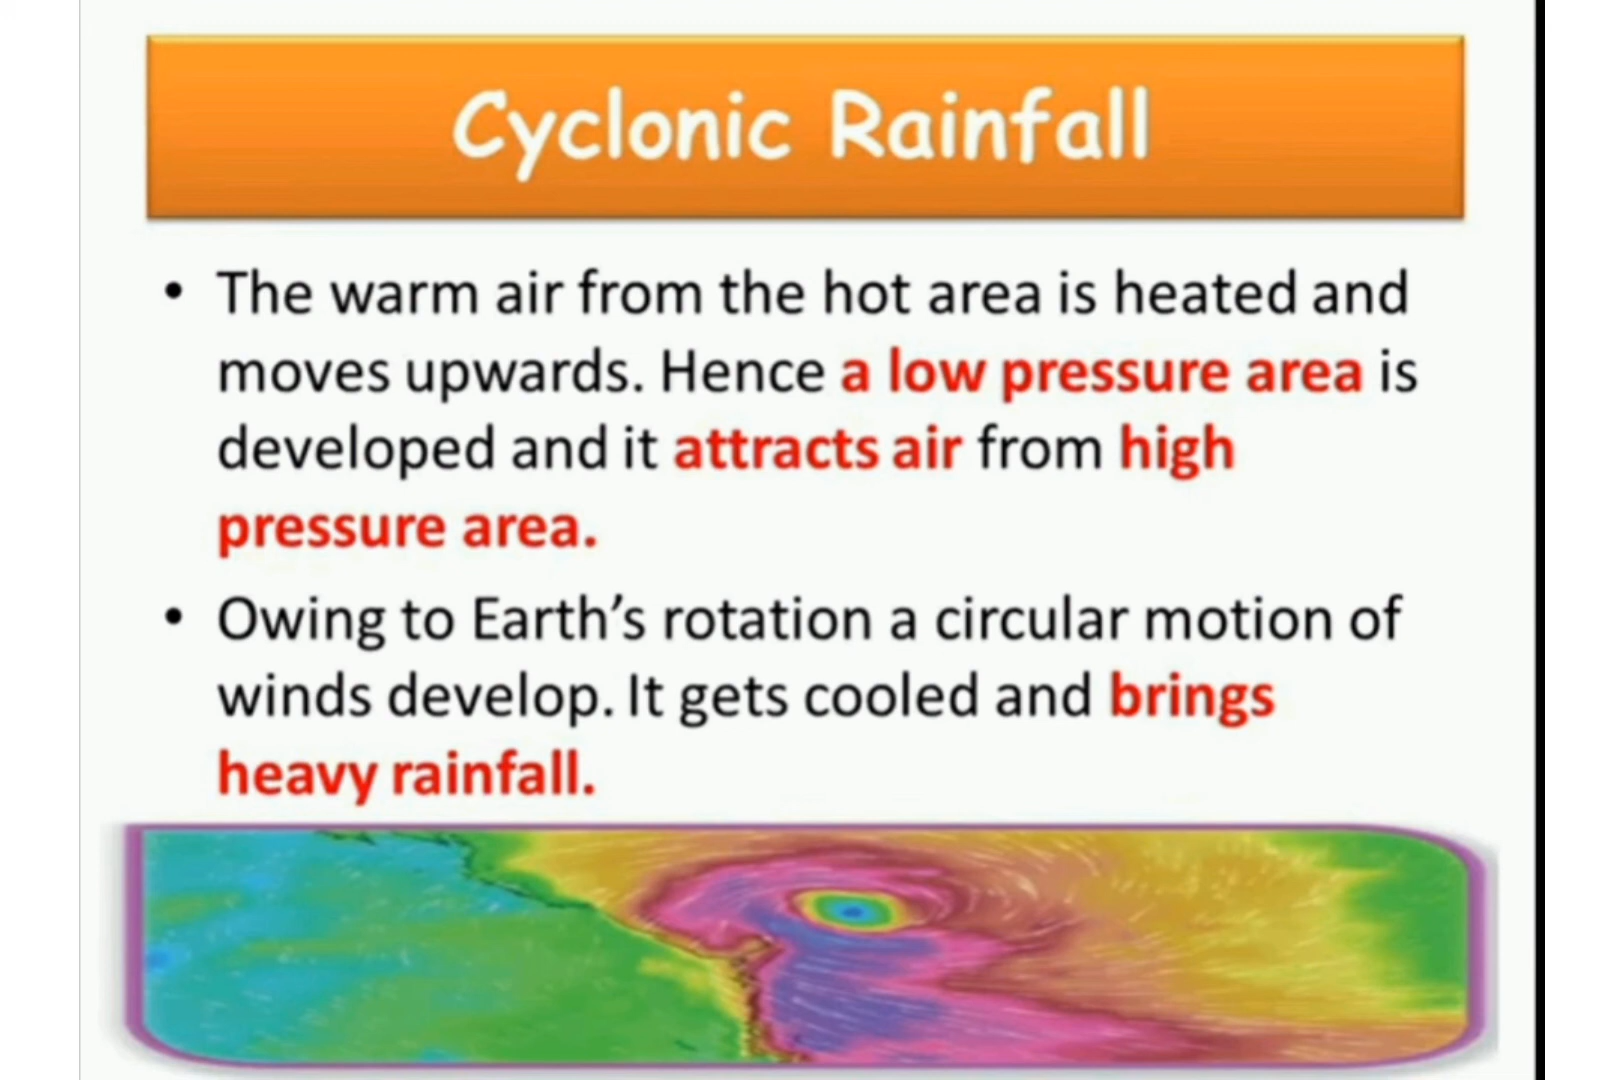 Cyclonic Rainfall
• The warm air from the hot area is heated and
moves upwards. Hence a low pressure area is
developed and it attracts air from high
pressure area.
• Owing to Earth’s rotation a circular motion of
winds develop. It gets cooled and brings
heavy rainfall.